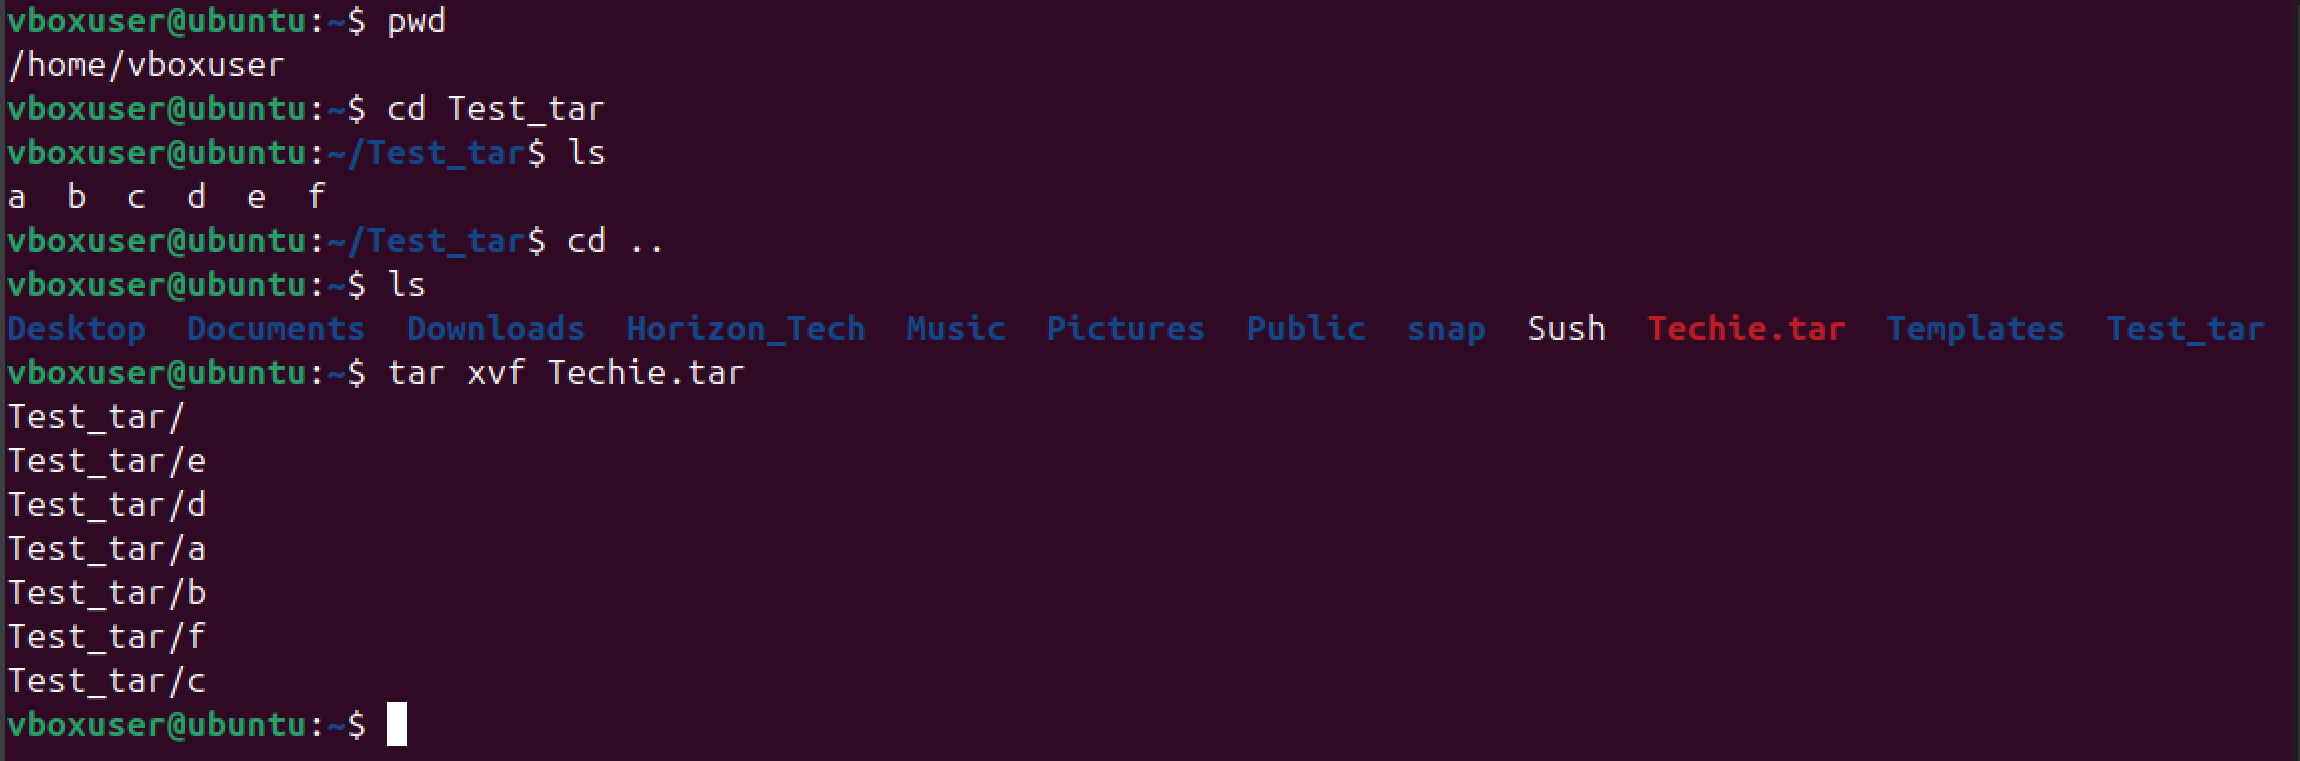 vboxuser@ubuntu:~$ pwd
/home/vboxuser
vboxuser@ubuntu:~$ cd Test_tar
vboxuser@ubuntu:~/Test_tar$ ls
a  b  c  d  e  f
vboxuser@ubuntu:~/Test_tar$ cd ..
vboxuser@ubuntu:~$ ls
Desktop  Documents  Downloads  Horizon_Tech  Music  Pictures  Public  snap  Sush  Techie.tar  Templates  Test_tar
vboxuser@ubuntu:~$ tar xvf Techie.tar
Test_tar/
Test_tar/e
Test_tar/d
Test_tar/a
Test_tar/b
Test_tar/f
Test_tar/c
vboxuser@ubuntu:~$